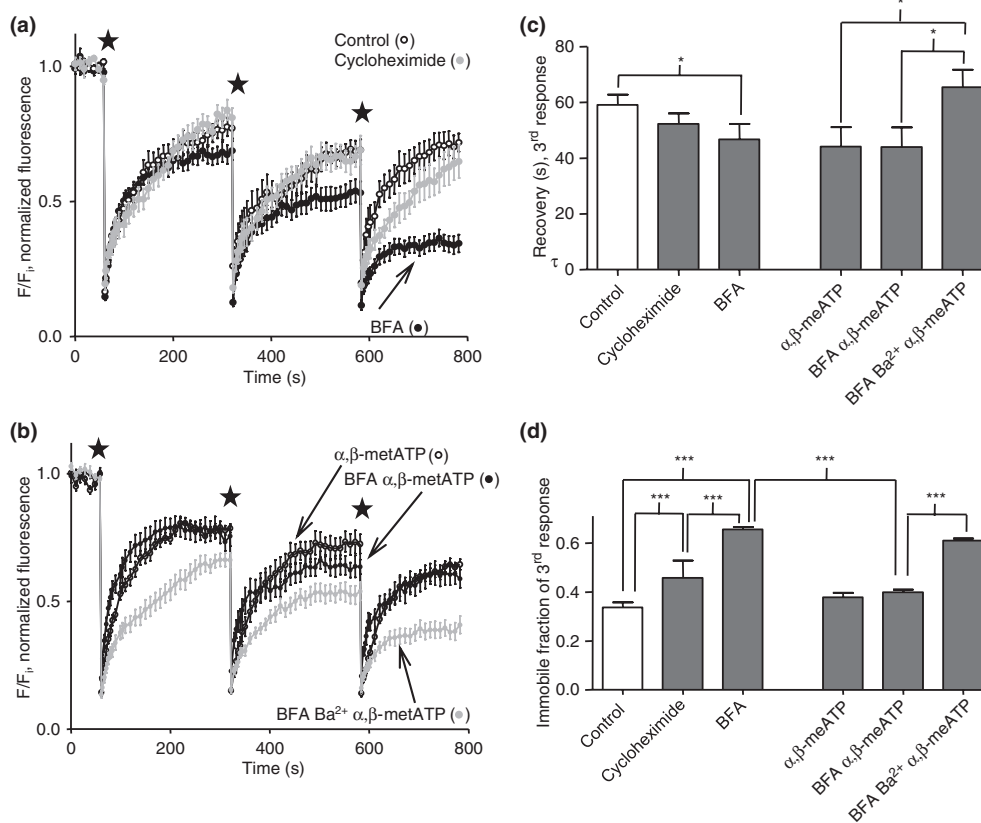 (a)
Control (○)
Cycloheximide (●)
1.0
0.5
0.0
F/Fi, normalized fluorescence
BFA (●)
0 200 400 600 800
Time (s)
(b)
α,β-metATP (○)
BFA α,β-metATP (●)
1.0
0.5
0.0
F/Fi, normalized fluorescence
BFA Ba²⁺ α,β-metATP (●)
0 200 400 600 800
Time (s)
(c)
*
*
*
80
60
40
20
0
τ Recovery (s), 3rd response
Control
Cycloheximide
BFA
α,β-meATP
BFA α,β-meATP
BFA Ba²⁺ α,β-meATP
(d)
***
***
***
***
***
0.6
0.4
0.2
0.0
Immobile fraction of 3rd response
Control
Cycloheximide
BFA
α,β-meATP
BFA α,β-meATP
BFA Ba²⁺ α,β-meATP